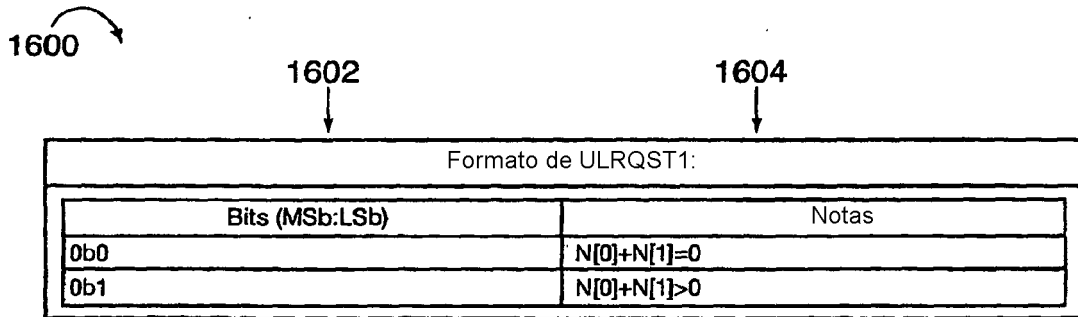 1600
1602 1604
Formato de ULRQST1:
Bits (MSb:LSb) Notas
0b0 N[0]+N[1]=0
0b1 N[0]+N[1]>0